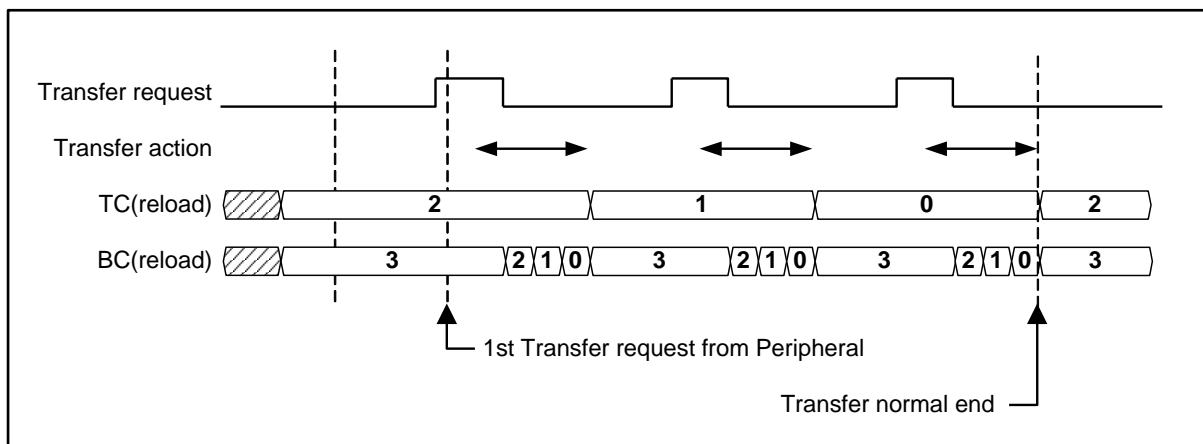 Transfer request
Transfer action
TC(reload) 2 1 0 2
BC(reload) 3 2 1 0 3 2 1 0 3 2 1 0 3
1st Transfer request from Peripheral
Transfer normal end